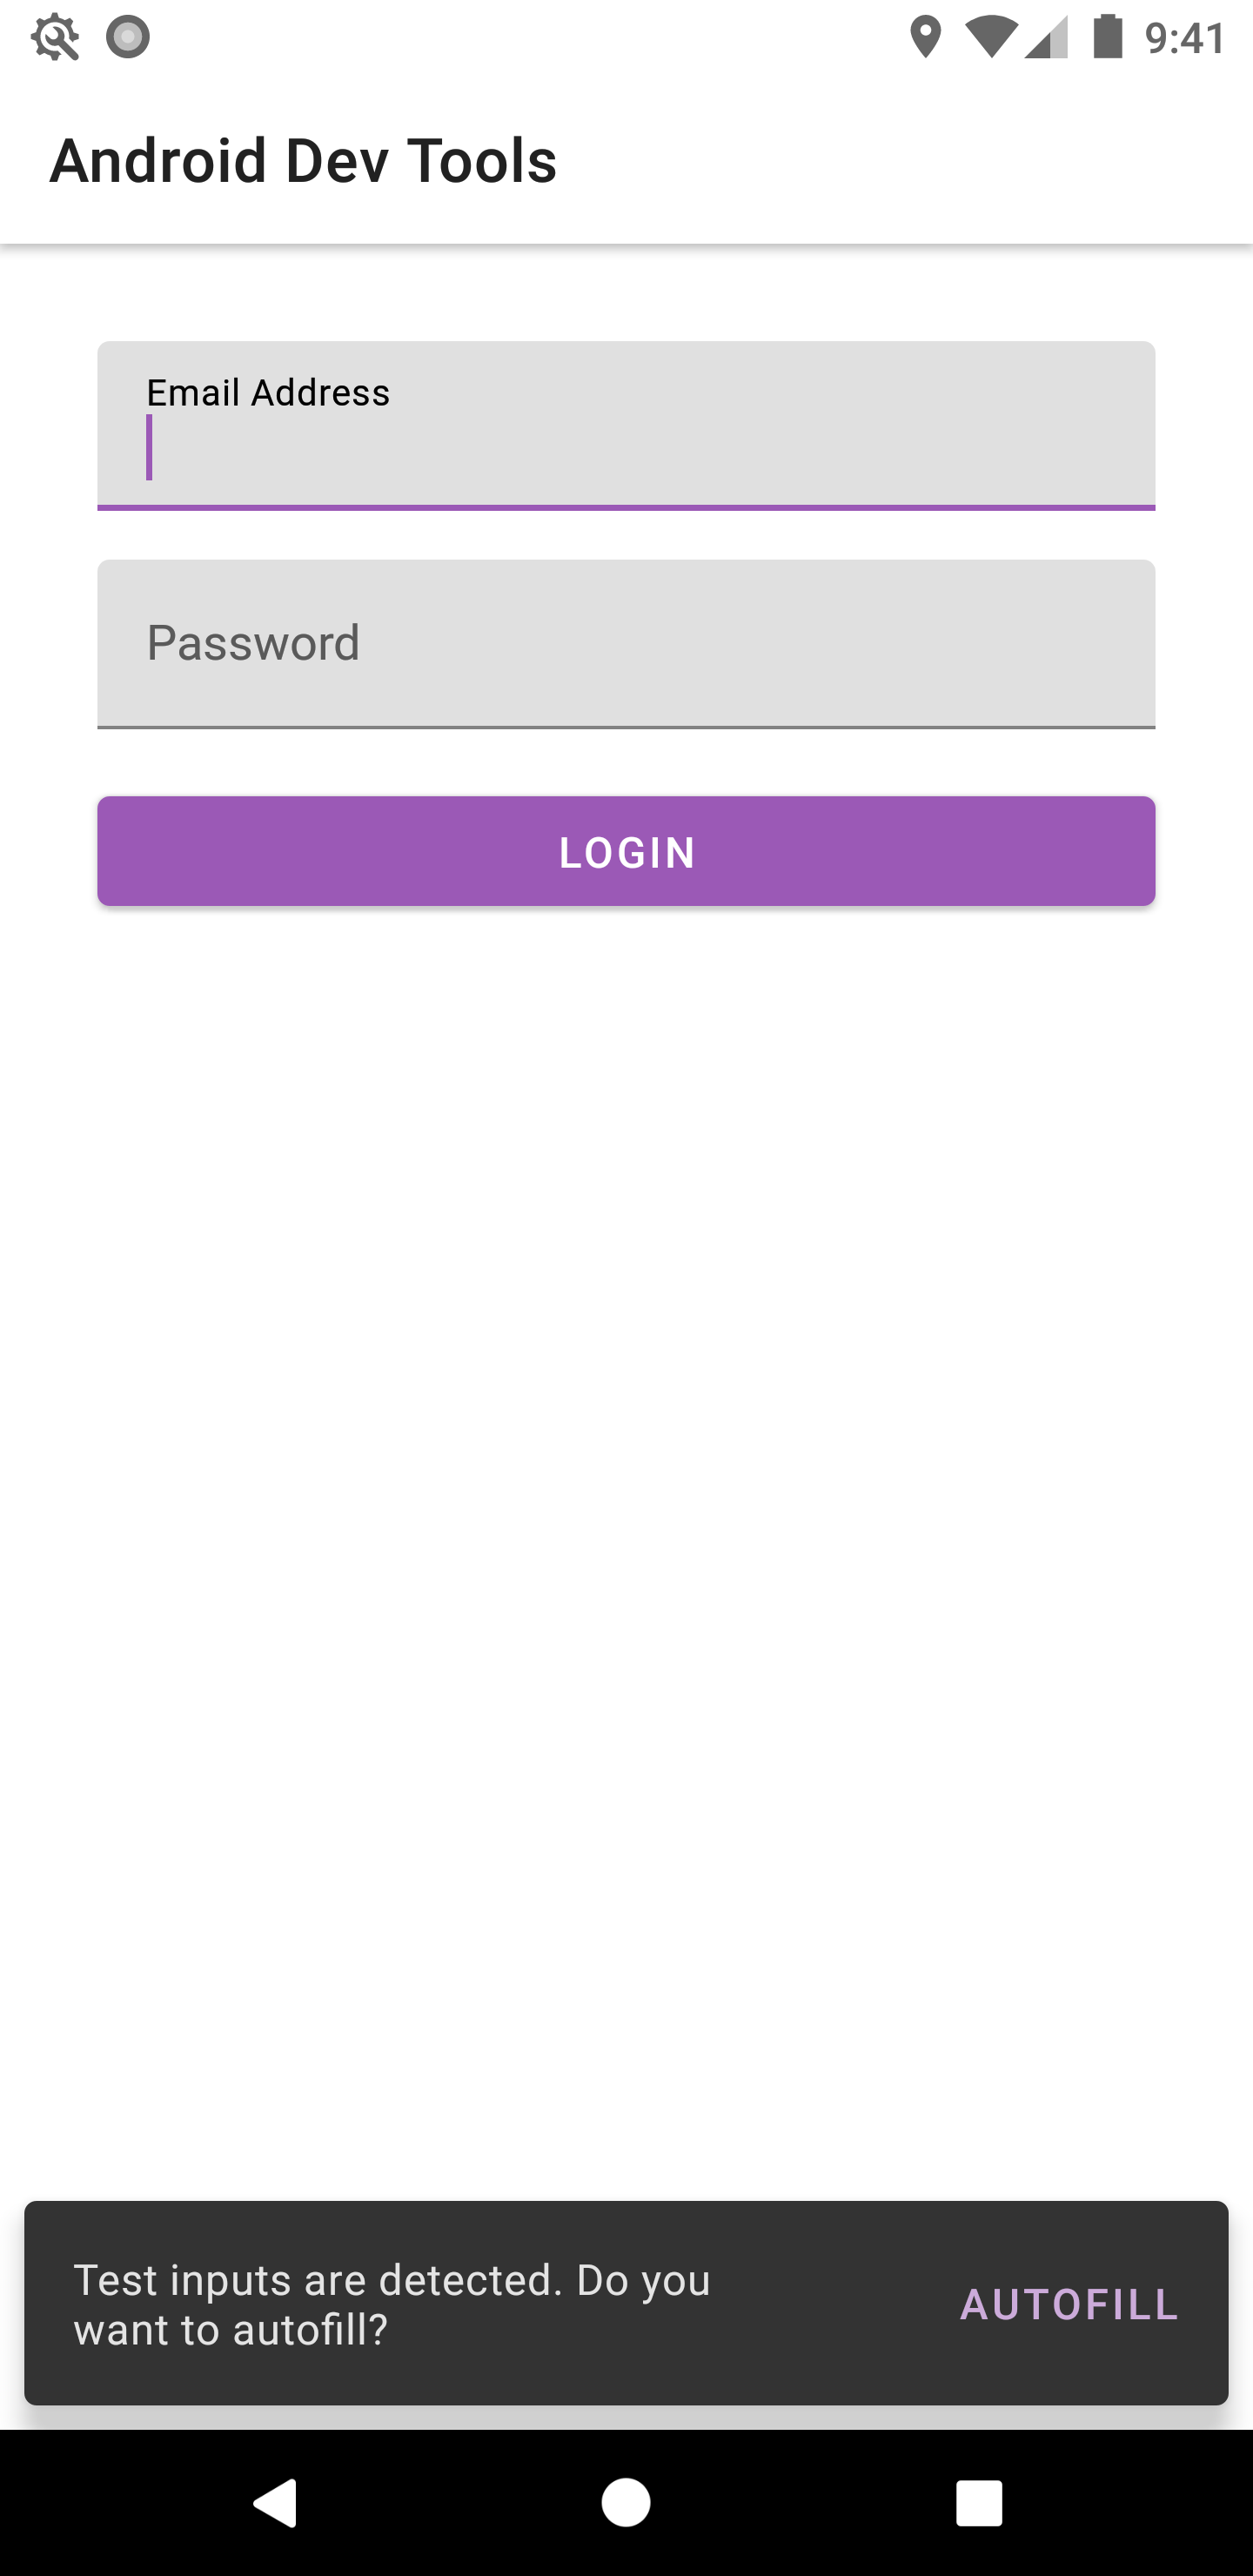 9:41
Android Dev Tools
Email Address
Password
LOGIN
Test inputs are detected. Do you
want to autofill?
AUTOFILL